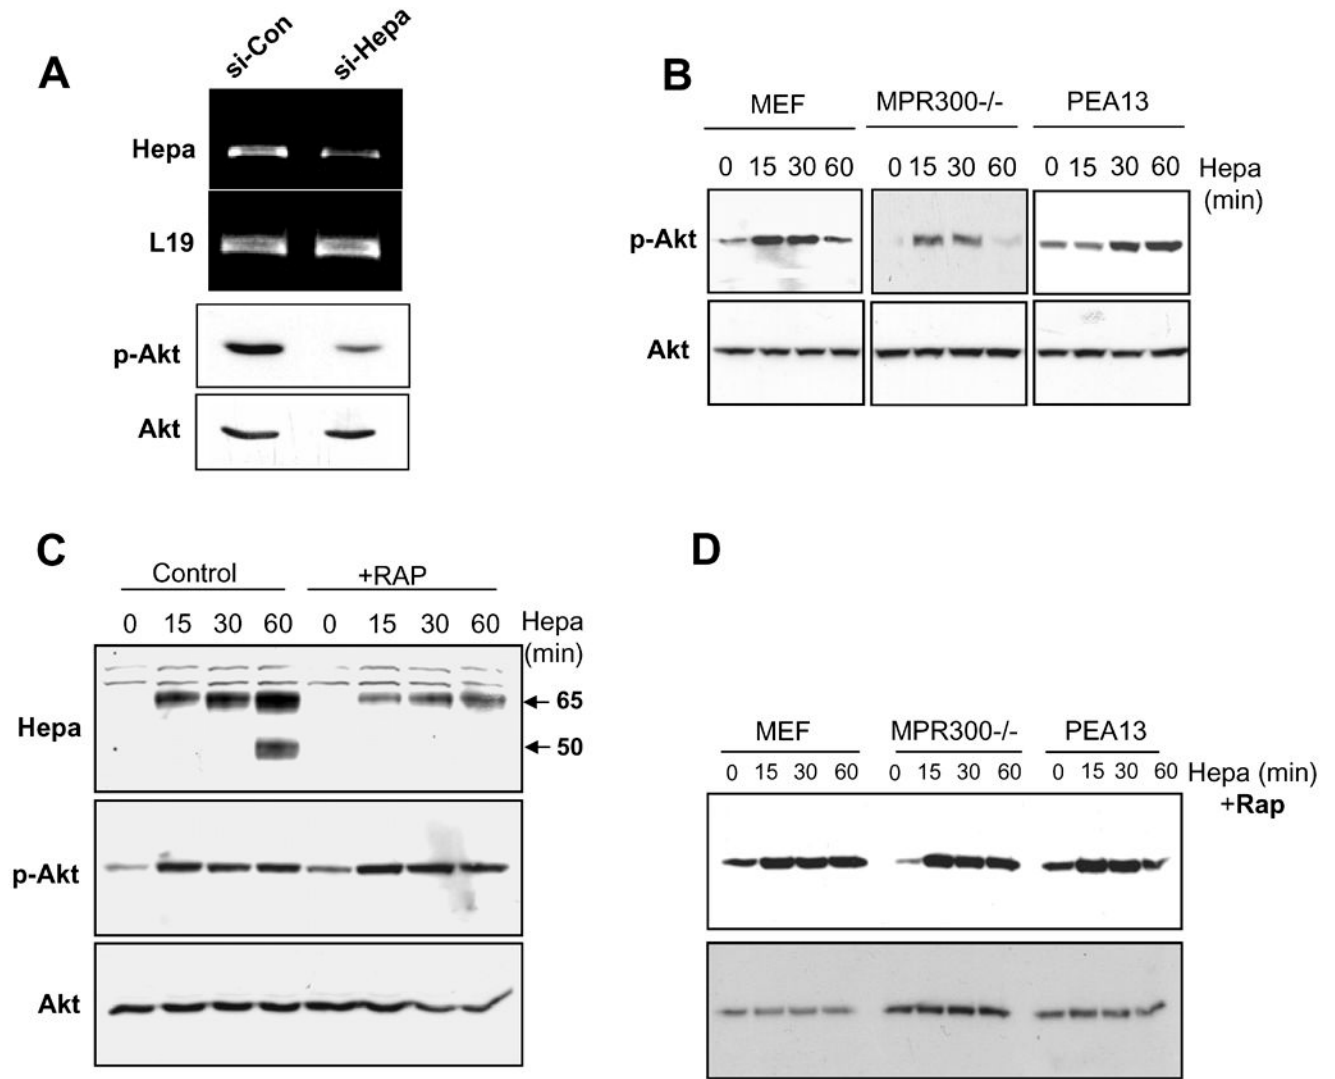 A
si-Con si-Hepa
Hepa
L19
p-Akt
Akt
B
MEF MPR300-/- PEA13
0 15 30 60 0 15 30 60 0 15 30 60 Hepa
(min)
p-Akt
Akt
C
Control +RAP
0 15 30 60 0 15 30 60 Hepa
(min)
Hepa
65
50
p-Akt
Akt
D
MEF MPR300-/- PEA13
0 15 30 60 0 15 30 60 0 15 30 60 Hepa (min)
+Rap